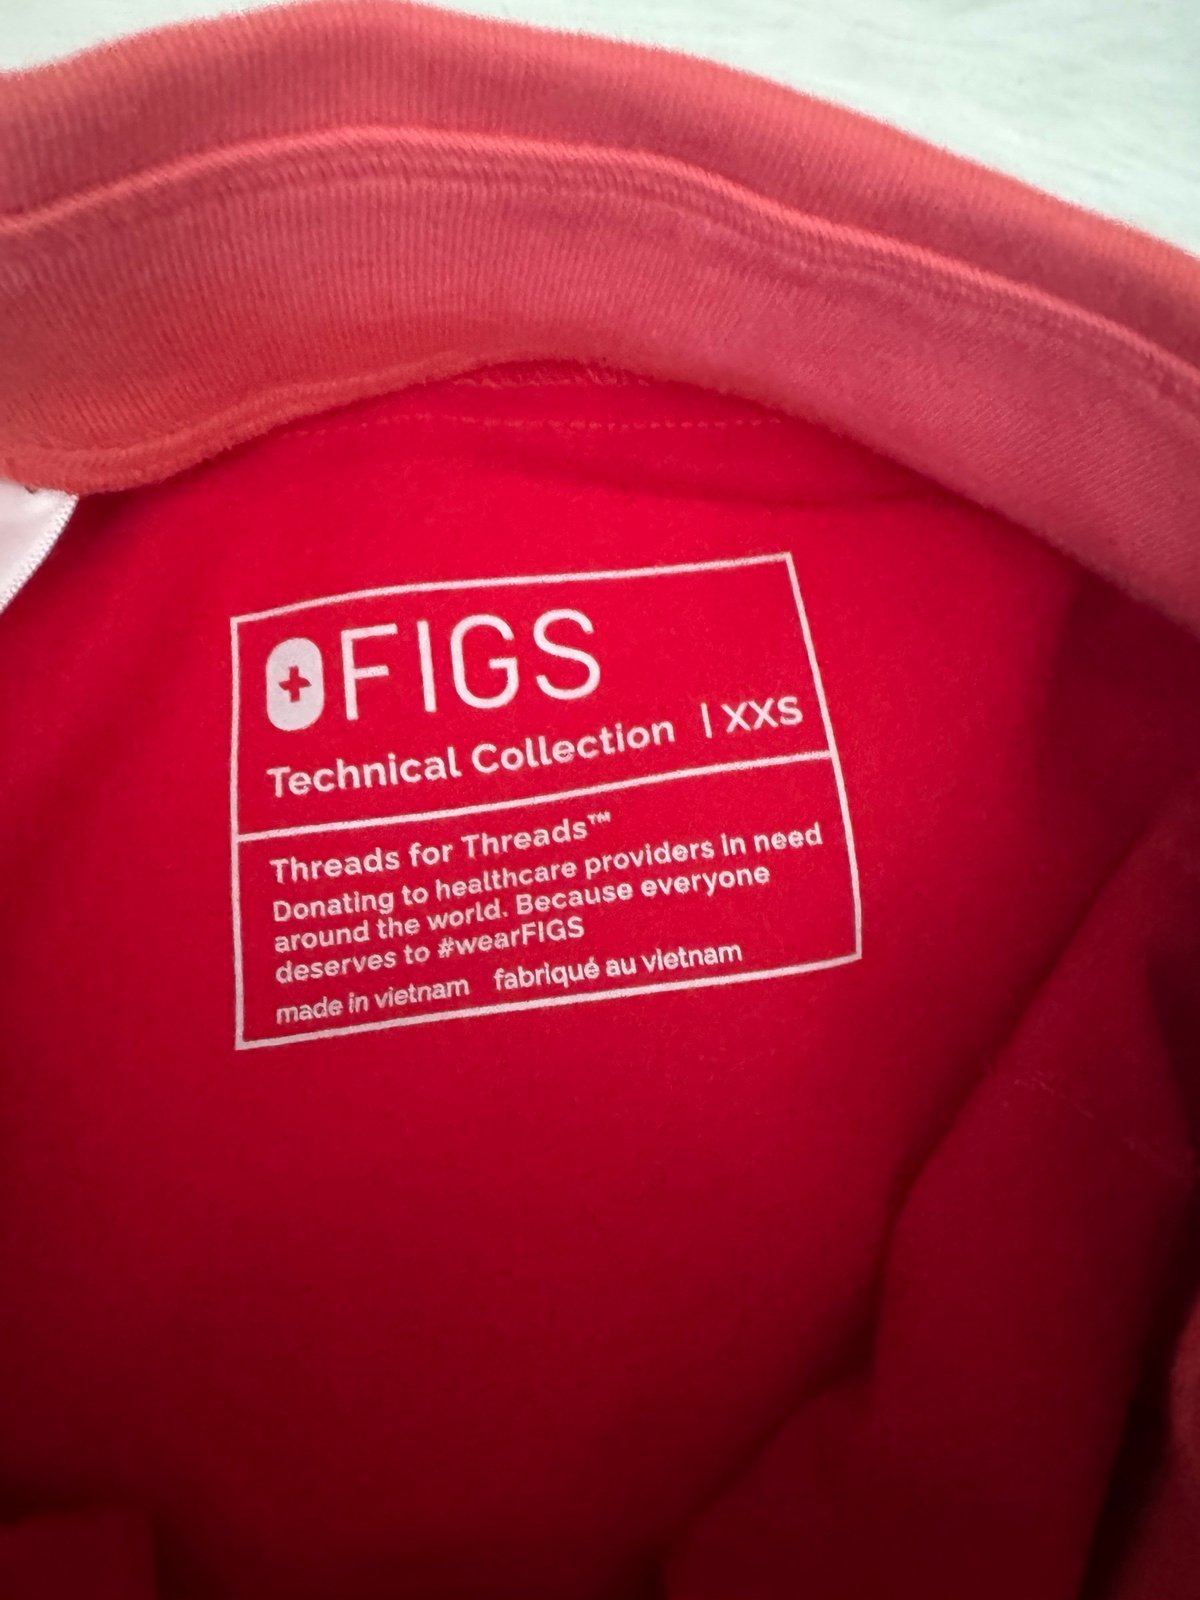 FIGS
Technical Collection | XXS
Threads for Threads™
Donating to healthcare providers in need
around the world. Because everyone
deserves to #wearFIGS
made in vietnam fabriqué au vietnam